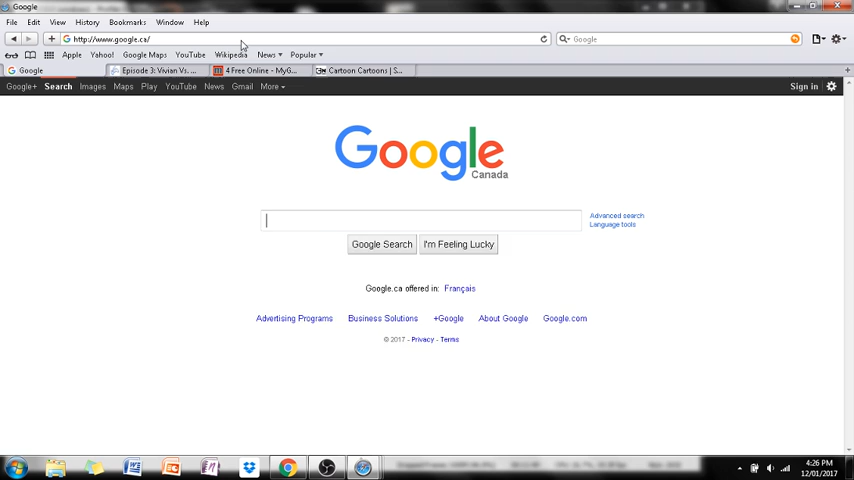 Google
File Edit View History Bookmarks Window Help
http://www.google.ca/ Google
Apple Yahoo! Google Maps YouTube Wikipedia News Popular
Google Episode 3: Vivian Vs. ... 4 Free Online - MyG... Cartoon Cartoons | S...
Google+ Search Images Maps Play YouTube News Gmail More Sign in
Google
Canada
Advanced search
Language tools
Google Search I'm Feeling Lucky
Google.ca offered in: Français
Advertising Programs Business Solutions +Google About Google Google.com
© 2017 - Privacy - Terms
4:26 PM
12/01/2017